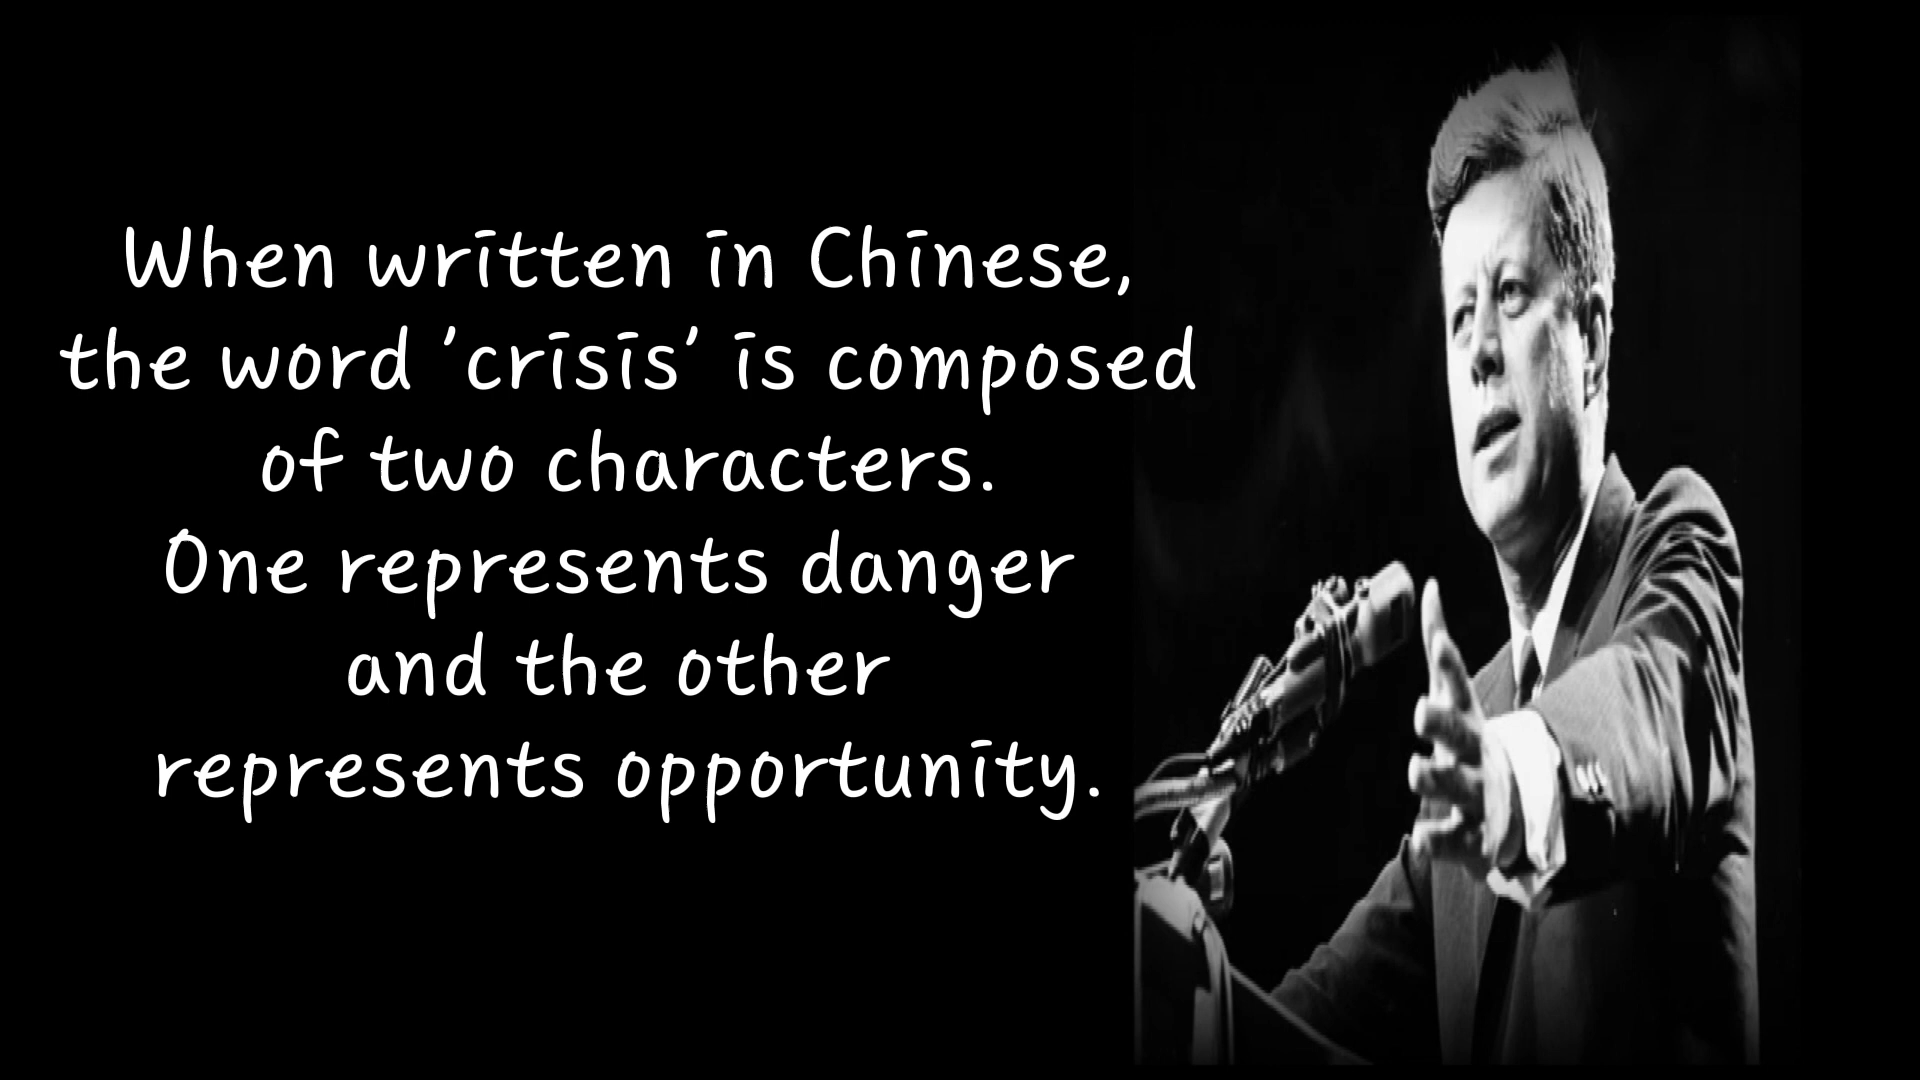 When written in Chinese,
the word 'crisis' is composed
of two characters.
One represents danger
and the other
represents opportunity.